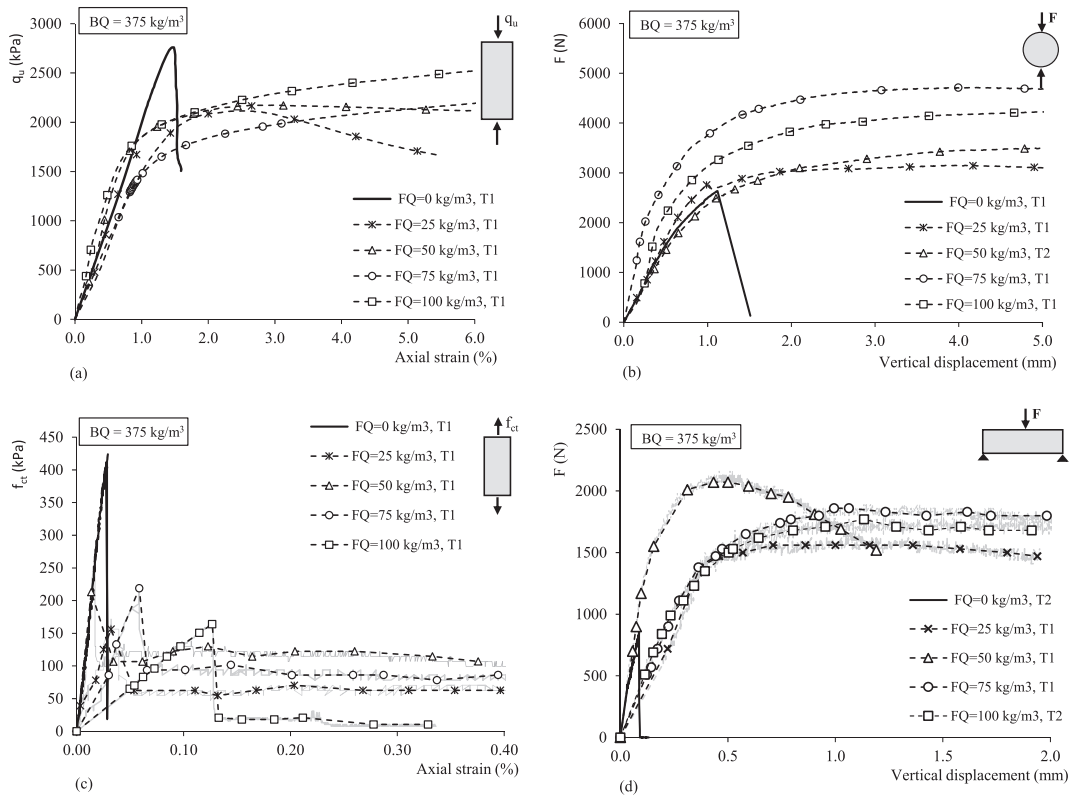 BQ = 375 kg/m³
qᵤ (kPa)
3000
2500
2000
1500
1000
500
0
0.0 1.0 2.0 3.0 4.0 5.0 6.0
Axial strain (%)
qᵤ
FQ=0 kg/m3, T1
FQ=25 kg/m3, T1
FQ=50 kg/m3, T1
FQ=75 kg/m3, T1
FQ=100 kg/m3, T1
(a)
BQ = 375 kg/m³
F (N)
6000
5000
4000
3000
2000
1000
0
0.0 1.0 2.0 3.0 4.0 5.0
Vertical displacement (mm)
F
FQ=0 kg/m3, T1
FQ=25 kg/m3, T1
FQ=50 kg/m3, T2
FQ=75 kg/m3, T1
FQ=100 kg/m3, T1
(b)
BQ = 375 kg/m³
f_ct (kPa)
450
400
350
300
250
200
150
100
50
0
0.00 0.10 0.20 0.30 0.40
Axial strain (%)
f_ct
FQ=0 kg/m3, T1
FQ=25 kg/m3, T1
FQ=50 kg/m3, T1
FQ=75 kg/m3, T1
FQ=100 kg/m3, T1
(c)
BQ = 375 kg/m³
F (N)
2500
2000
1500
1000
500
0
0.0 0.5 1.0 1.5 2.0
Vertical displacement (mm)
F
FQ=0 kg/m3, T2
FQ=25 kg/m3, T1
FQ=50 kg/m3, T1
FQ=75 kg/m3, T1
FQ=100 kg/m3, T2
(d)